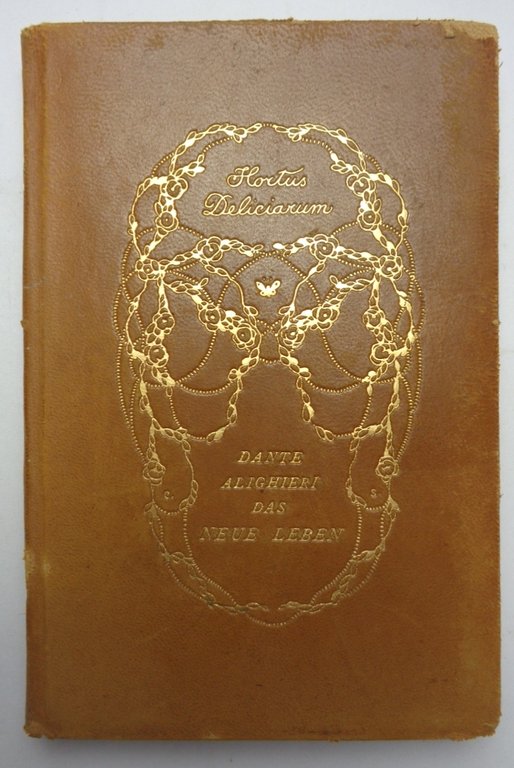 Hortus
Deliciarum
DANTE
ALIGHIERI
C. S.
DAS
NEUE LEBEN